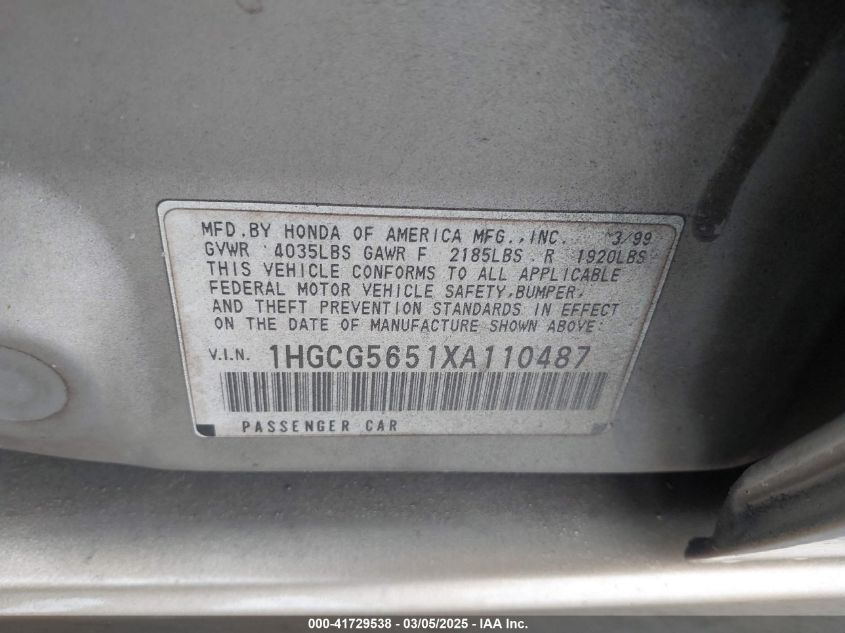 MFD.BY HONDA OF AMERICA MFG.,INC. 3/99
GVWR 4035LBS GAWR F 2185LBS R 1920LBS
THIS VEHICLE CONFORMS TO ALL APPLICABLE
FEDERAL MOTOR VEHICLE SAFETY,BUMPER,
AND THEFT PREVENTION STANDARDS IN EFFECT
ON THE DATE OF MANUFACTURE SHOWN ABOVE.
V.I.N. 1HGCG5651XA110487
PASSENGER CAR
000-41729538 - 03/05/2025 - IAA Inc.